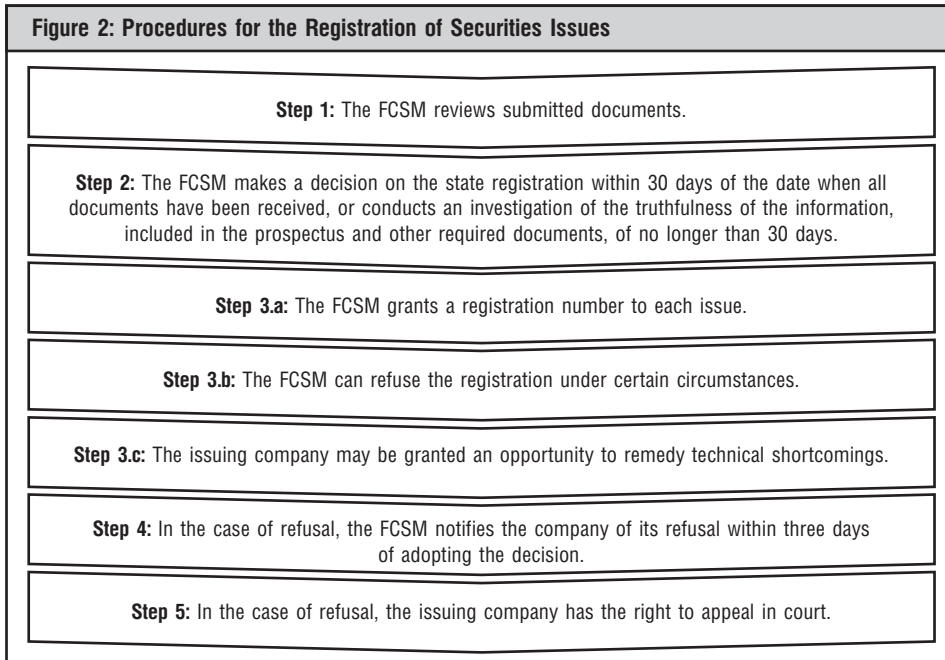 Figure 2: Procedures for the Registration of Securities Issues
Step 1: The FCSM reviews submitted documents.
Step 2: The FCSM makes a decision on the state registration within 30 days of the date when all
documents have been received, or conducts an investigation of the truthfulness of the information,
included in the prospectus and other required documents, of no longer than 30 days.
Step 3.a: The FCSM grants a registration number to each issue.
Step 3.b: The FCSM can refuse the registration under certain circumstances.
Step 3.c: The issuing company may be granted an opportunity to remedy technical shortcomings.
Step 4: In the case of refusal, the FCSM notifies the company of its refusal within three days
of adopting the decision.
Step 5: In the case of refusal, the issuing company has the right to appeal in court.